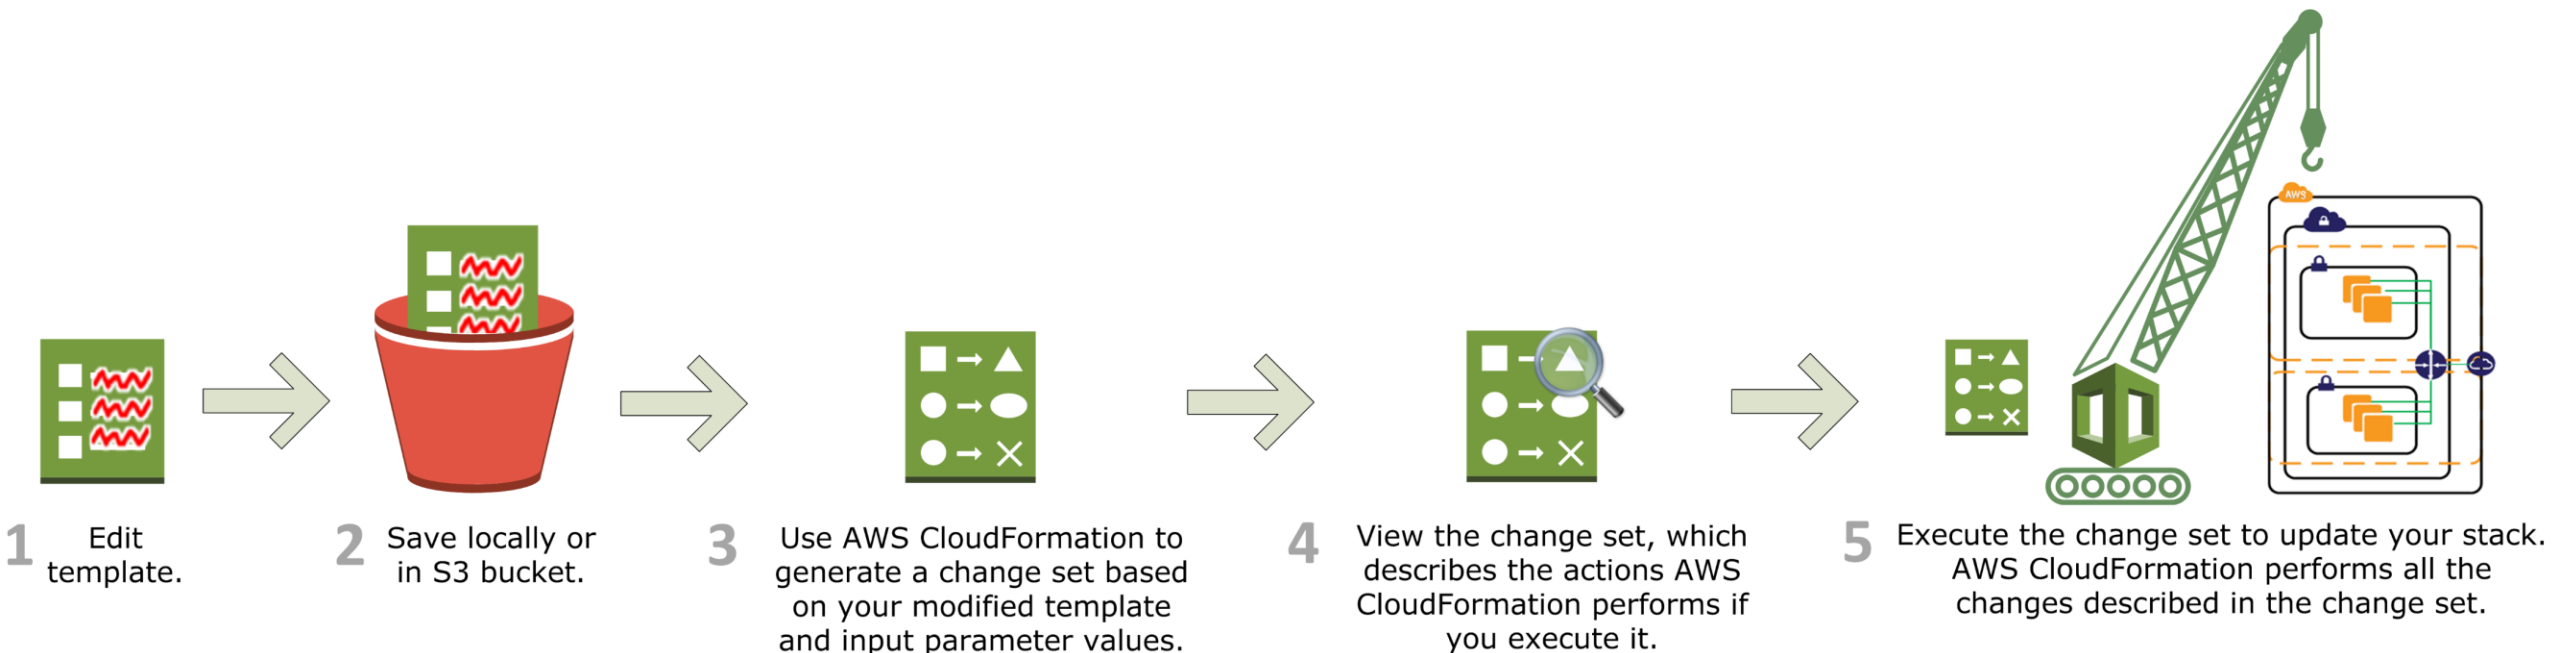 AWS
1
Edit
template.
2
Save locally or
in S3 bucket.
3
Use AWS CloudFormation to
generate a change set based
on your modified template
and input parameter values.
4
View the change set, which
describes the actions AWS
CloudFormation performs if
you execute it.
5
Execute the change set to update your stack.
AWS CloudFormation performs all the
changes described in the change set.